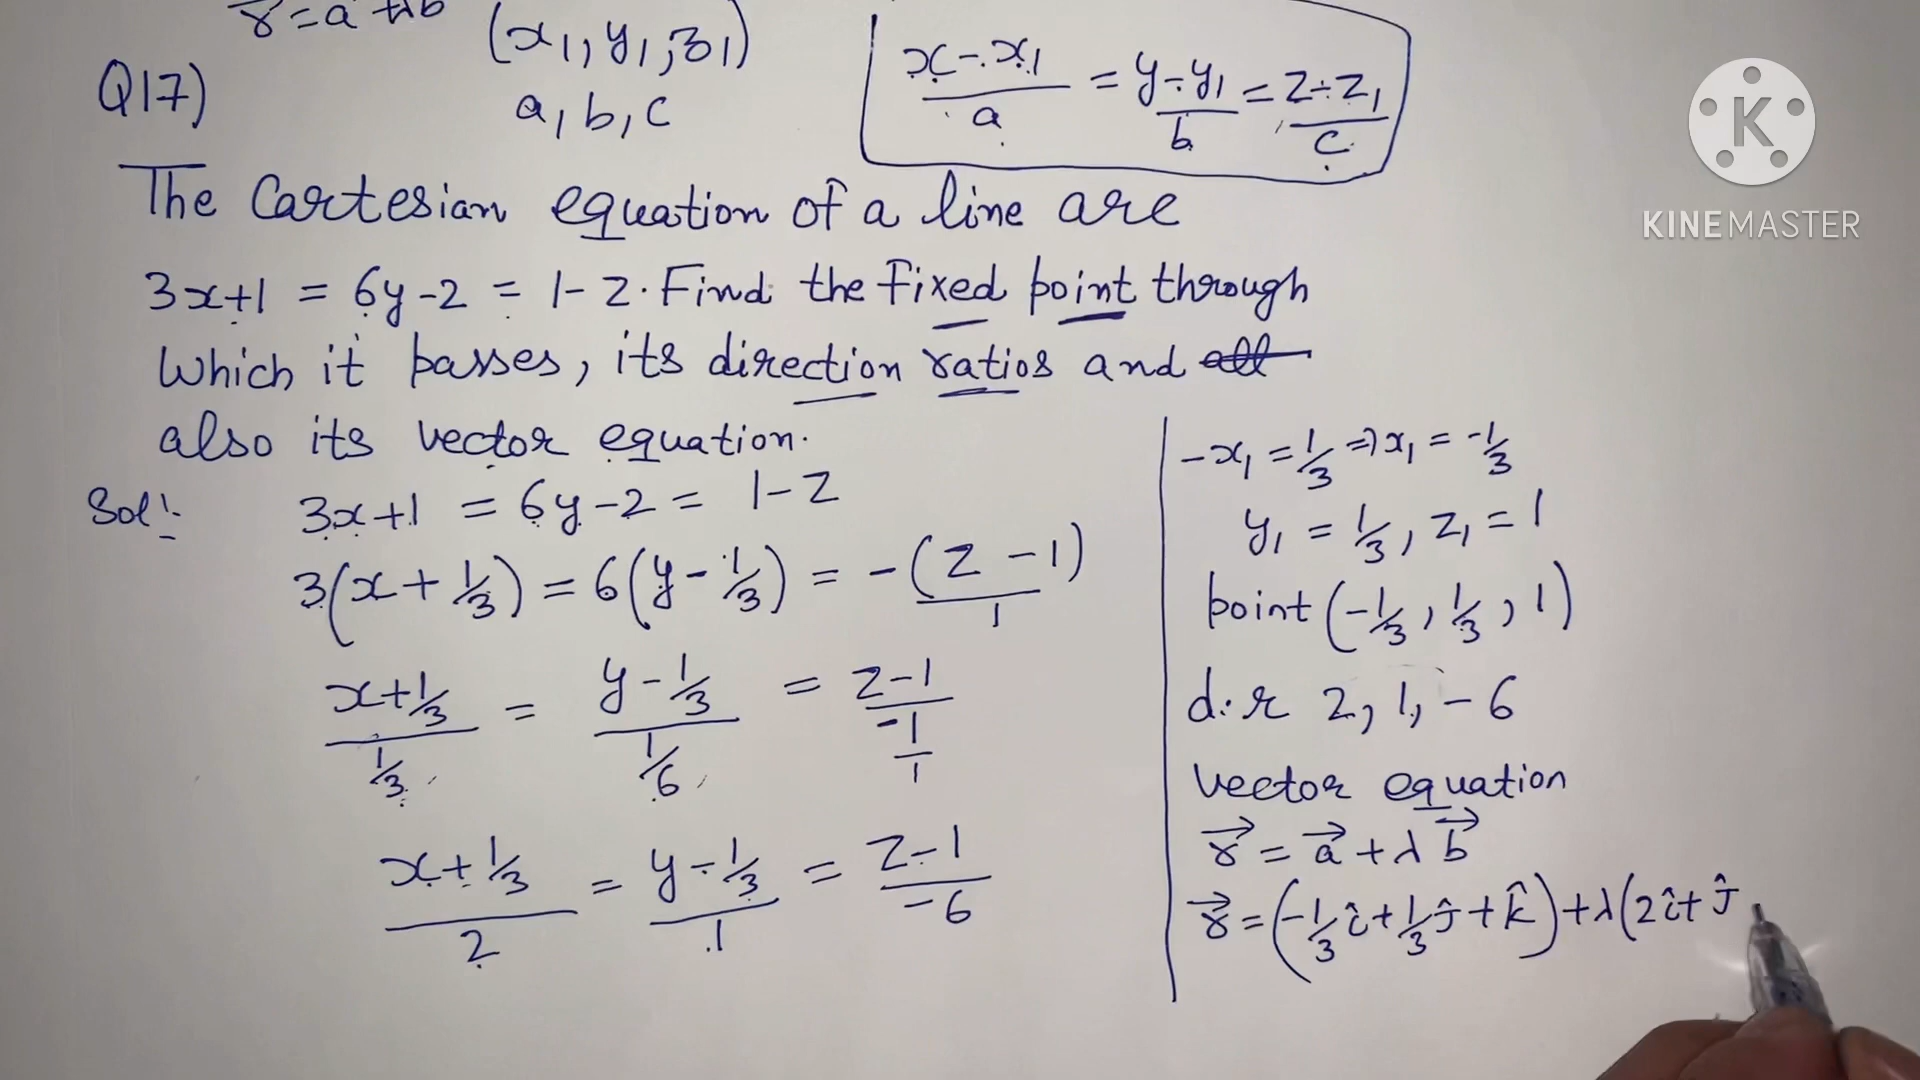 r⃗ = a⃗ + λb⃗
(x₁, y₁, z₁)
Q17)
a, b, c
(x - x₁)/a = (y - y₁)/b = (z - z₁)/c
K
KINEMASTER
The Cartesian equation of a line are
3x+1 = 6y-2 = 1-z. Find the fixed point through
which it passes, its direction ratios and all
also its vector equation.
Sol!:- 3x+1 = 6y-2 = 1-z
3(x + 1/3) = 6(y - 1/3) = -(z - 1)/1
(x + 1/3)/(1/3) = (y - 1/3)/(1/6) = (z - 1)/(-1/1)
(x + 1/3)/2 = (y - 1/3)/1 = (z - 1)/-6
-x₁ = 1/3 ⇒ x₁ = -1/3
y₁ = 1/3, z₁ = 1
point (-1/3, 1/3, 1)
d.r 2, 1, -6
vector equation
r⃗ = a⃗ + λ b⃗
r⃗ = (-1/3 î + 1/3 ĵ + k̂) + λ(2î + ĵ